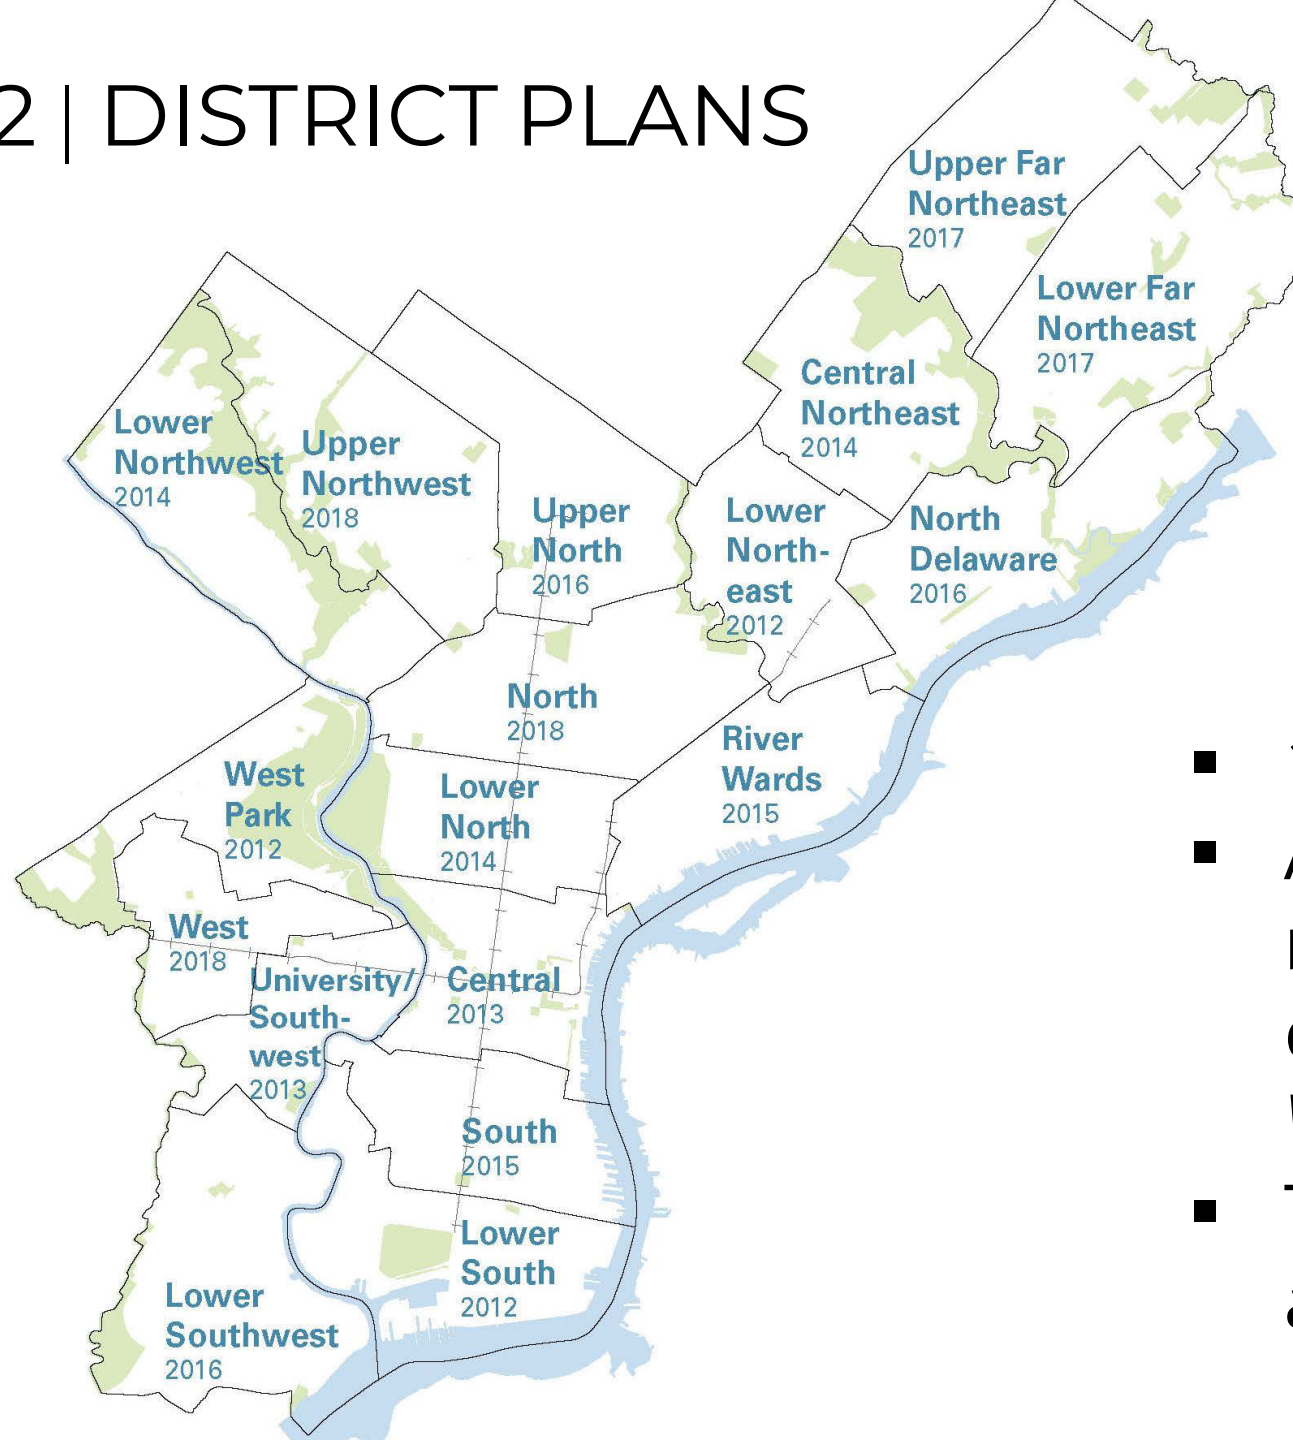 2 | DISTRICT PLANS
Upper Far
Northeast
2017
Lower Far
Northeast
2017
Central
Northeast
2014
Lower
Northwest
2014
Upper
Northwest
2018
Upper
North
2016
Lower
North-
east
2012
North
Delaware
2016
North
2018
River
Wards
2015
West
Park
2012
Lower
North
2014
West
2018
University/
South-
west
2013
Central
2013
South
2015
Lower
South
2012
Lower
Southwest
2016